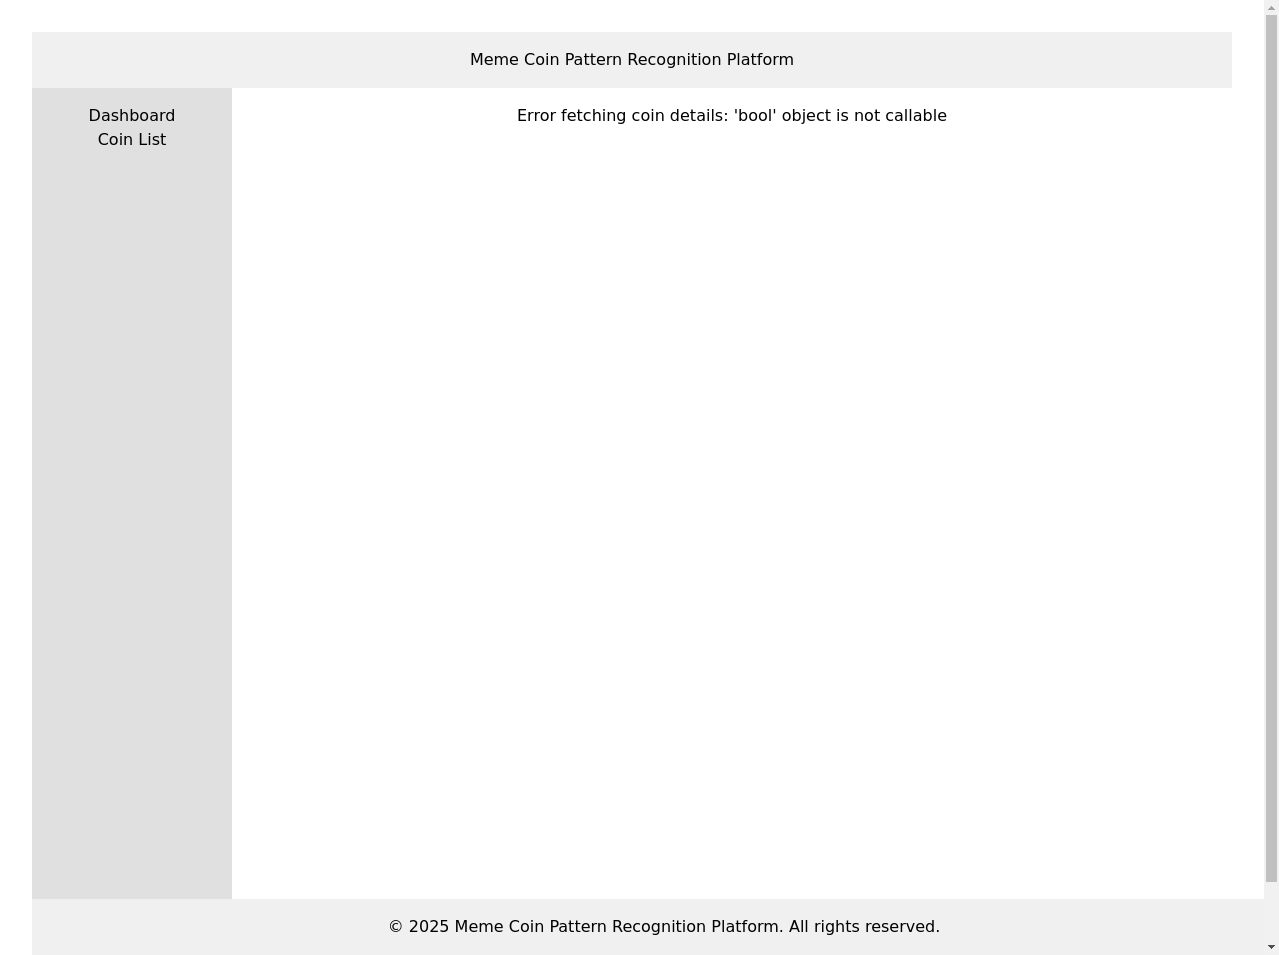 Meme Coin Pattern Recognition Platform
Dashboard
Coin List
Error fetching coin details: 'bool' object is not callable
© 2025 Meme Coin Pattern Recognition Platform. All rights reserved.